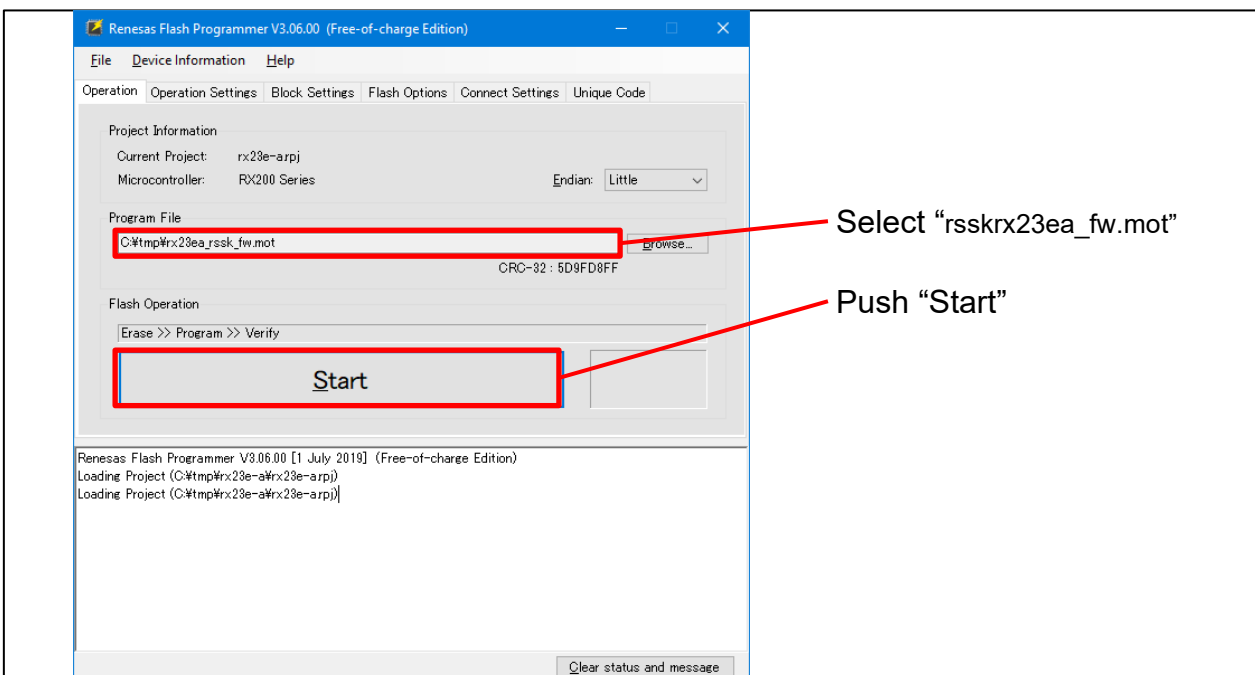 Renesas Flash Programmer V3.06.00 (Free-of-charge Edition)
File Device Information Help
Operation Operation Settings Block Settings Flash Options Connect Settings Unique Code
Project Information
Current Project: rx23e-a.rpj
Microcontroller: RX200 Series Endian: Little
Program File
C:¥tmp¥rx23ea_rssk_fw.mot Browse...
CRC-32 : 5D9FD8FF
Flash Operation
Erase >> Program >> Verify
Start
Select “rsskrx23ea_fw.mot”
Push “Start”
Renesas Flash Programmer V3.06.00 [1 July 2019] (Free-of-charge Edition)
Loading Project (C:¥tmp¥rx23e-a¥rx23e-a.rpj)
Loading Project (C:¥tmp¥rx23e-a¥rx23e-a.rpj)
Clear status and message